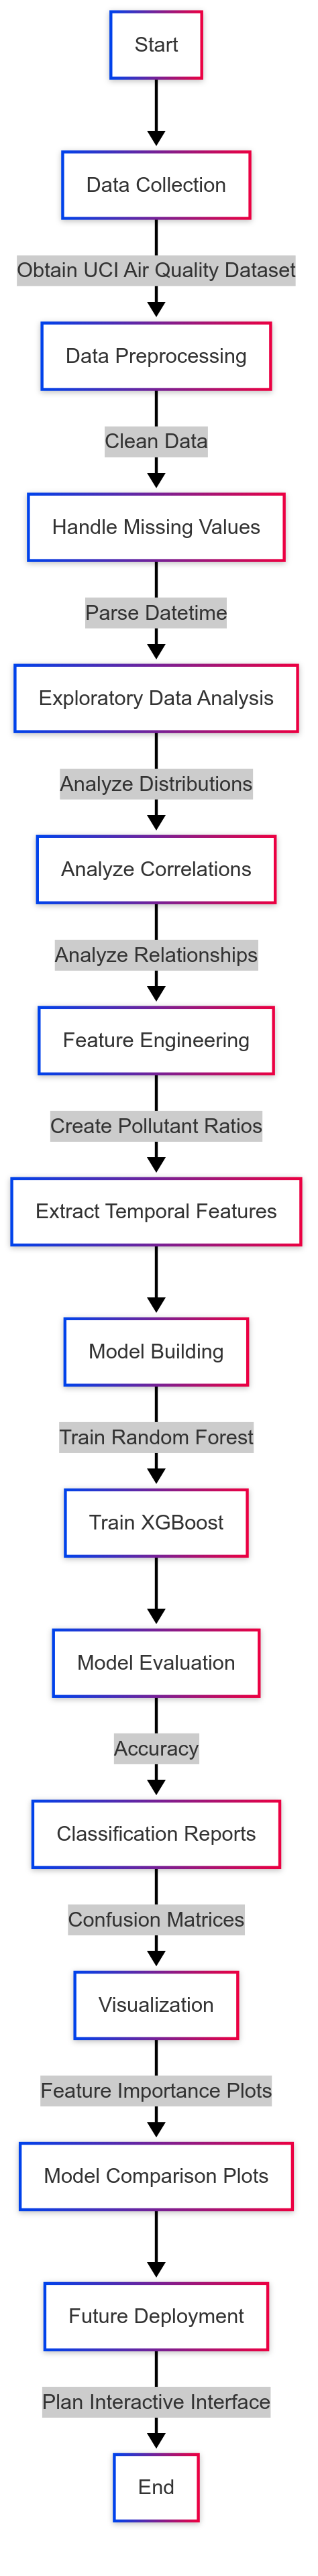 Start
Data Collection
Obtain UCI Air Quality Dataset
Data Preprocessing
Clean Data
Handle Missing Values
Parse Datetime
Exploratory Data Analysis
Analyze Distributions
Analyze Correlations
Analyze Relationships
Feature Engineering
Create Pollutant Ratios
Extract Temporal Features
Model Building
Train Random Forest
Train XGBoost
Model Evaluation
Accuracy
Classification Reports
Confusion Matrices
Visualization
Feature Importance Plots
Model Comparison Plots
Future Deployment
Plan Interactive Interface
End